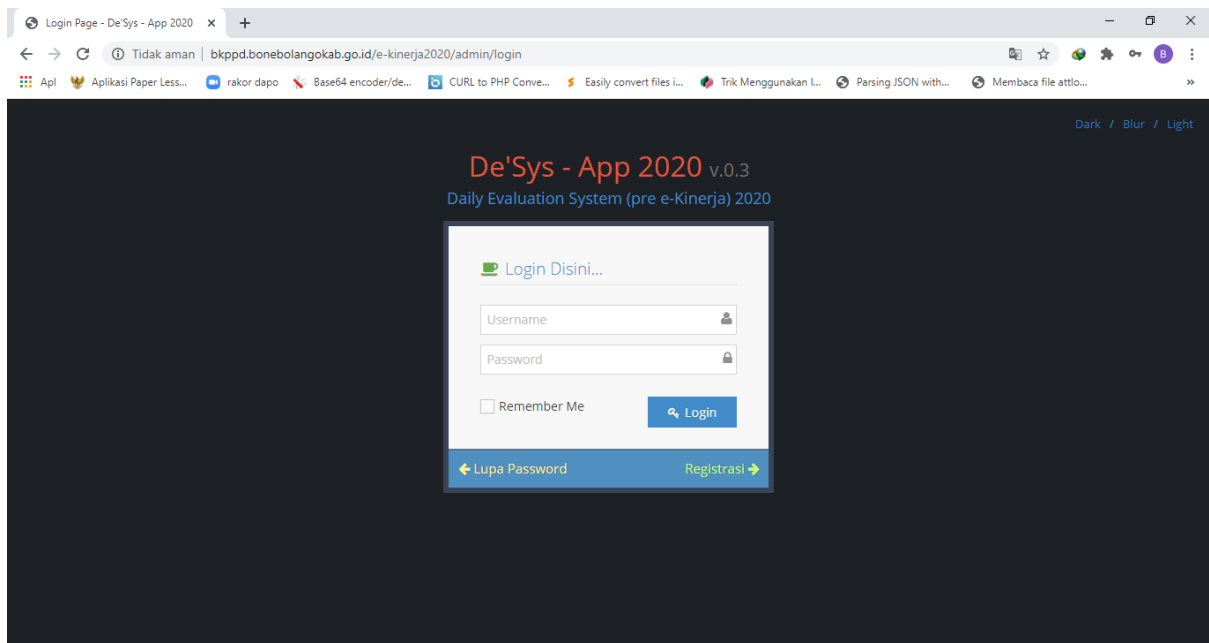 Login Page - De'Sys - App 2020
Tidak aman | bkppd.bonebolangokab.go.id/e-kinerja2020/admin/login
B
Apl Aplikasi Paper Less... rakor dapo Base64 encoder/de... CURL to PHP Conve... Easily convert files i... Trik Menggunakan I... Parsing JSON with... Membaca file attlo... »
Dark / Blur / Light
De'Sys - App 2020 v.0.3
Daily Evaluation System (pre e-Kinerja) 2020
Login Disini...
Username
Password
Remember Me
Login
Lupa Password
Registrasi